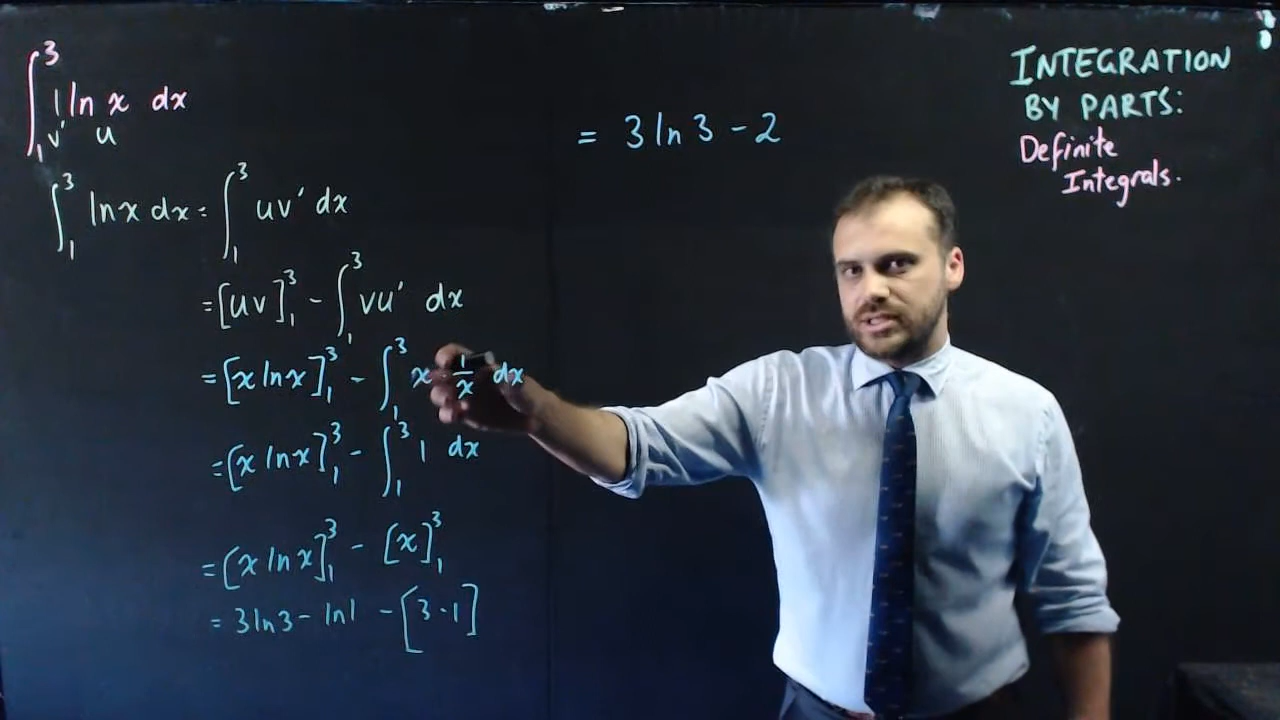 ∫₁³ 1 ln x dx
v' u
∫₁³ ln x dx = ∫₁³ uv' dx
= [uv]₁³ - ∫₁³ vu' dx
= [x ln x]₁³ - ∫₁³ x · 1/x dx
= [x ln x]₁³ - ∫₁³ 1 dx
= [x ln x]₁³ - [x]₁³
= 3 ln 3 - ln 1 - [3 - 1]
= 3 ln 3 - 2
INTEGRATION
BY PARTS:
Definite
Integrals.